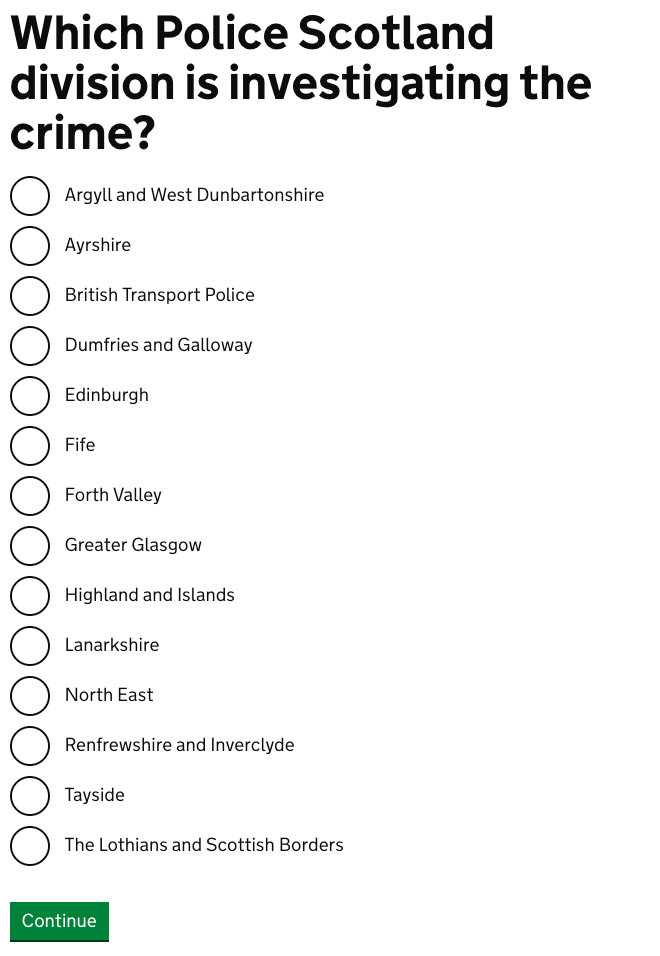 Which Police Scotland
division is investigating the
crime?
Argyll and West Dunbartonshire
Ayrshire
British Transport Police
Dumfries and Galloway
Edinburgh
Fife
Forth Valley
Greater Glasgow
Highland and Islands
Lanarkshire
North East
Renfrewshire and Inverclyde
Tayside
The Lothians and Scottish Borders
Continue